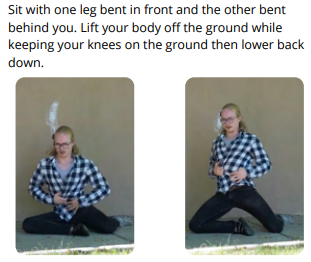 Sit with one leg bent in front and the other bent
behind you. Lift your body off the ground while
keeping your knees on the ground then lower back
down.